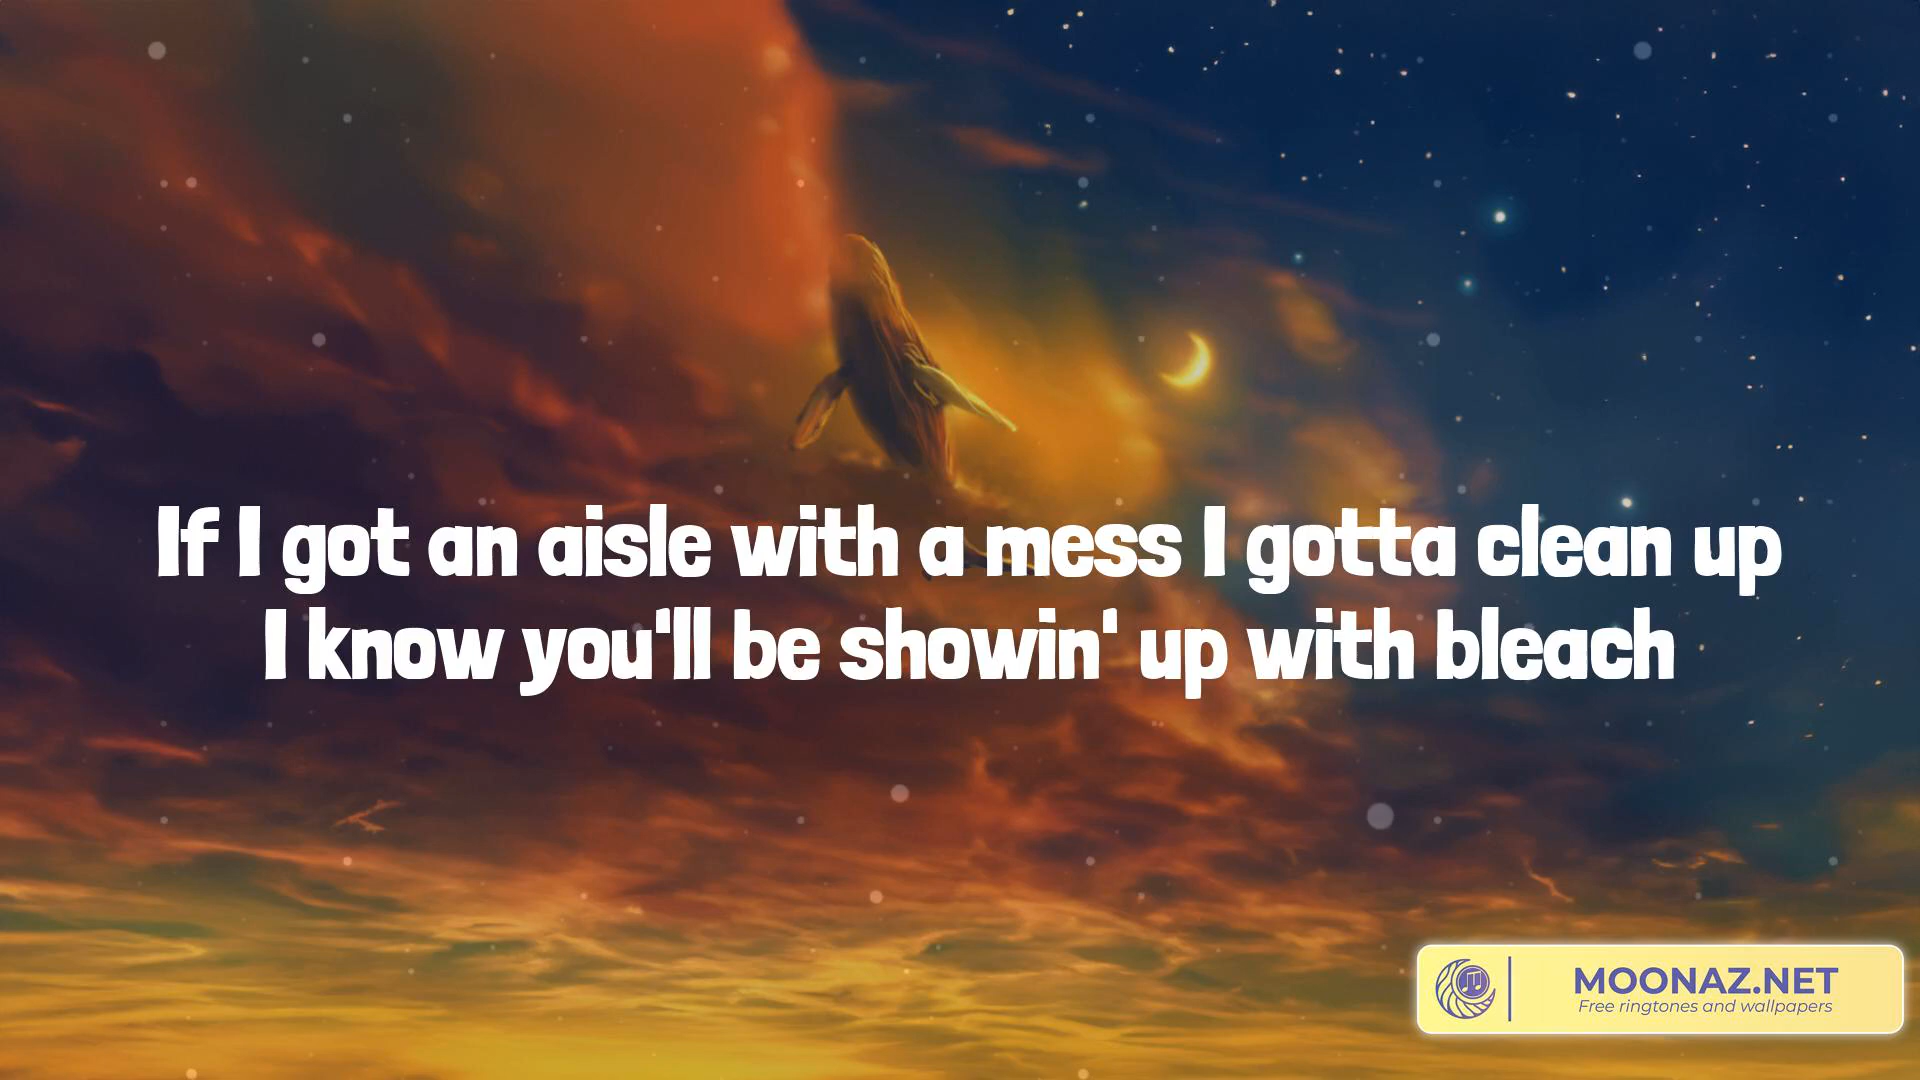 If I got an aisle with a mess I gotta clean up
I know you'll be showin' up with bleach
MOONAZ.NET
Free ringtones and wallpapers